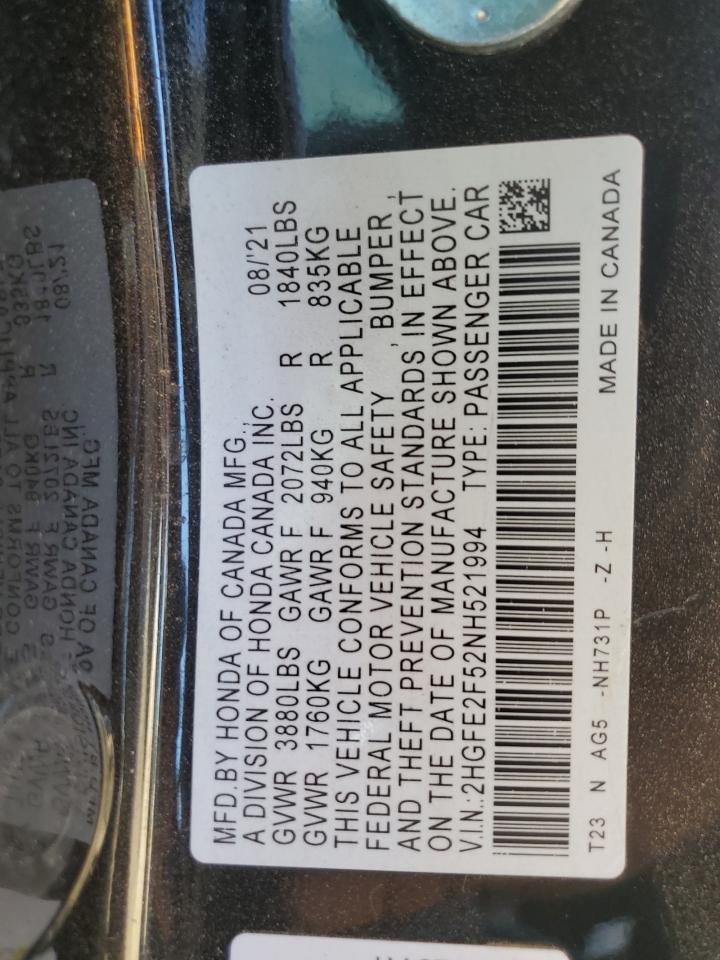 MFD.BY HONDA OF CANADA MFG.,
A DIVISION OF HONDA CANADA INC. 08/'21
GVWR 3880LBS GAWR F 2072LBS R 1840LBS
GVWR 1760KG GAWR F 940KG R 835KG
THIS VEHICLE CONFORMS TO ALL APPLICABLE
FEDERAL MOTOR VEHICLE SAFETY , BUMPER ,
AND THEFT PREVENTION STANDARDS IN EFFECT
ON THE DATE OF MANUFACTURE SHOWN ABOVE.
V.I.N.:2HGFE2F52NH521994 TYPE: PASSENGER CAR
T23 N AG5 -NH731P -Z -H MADE IN CANADA